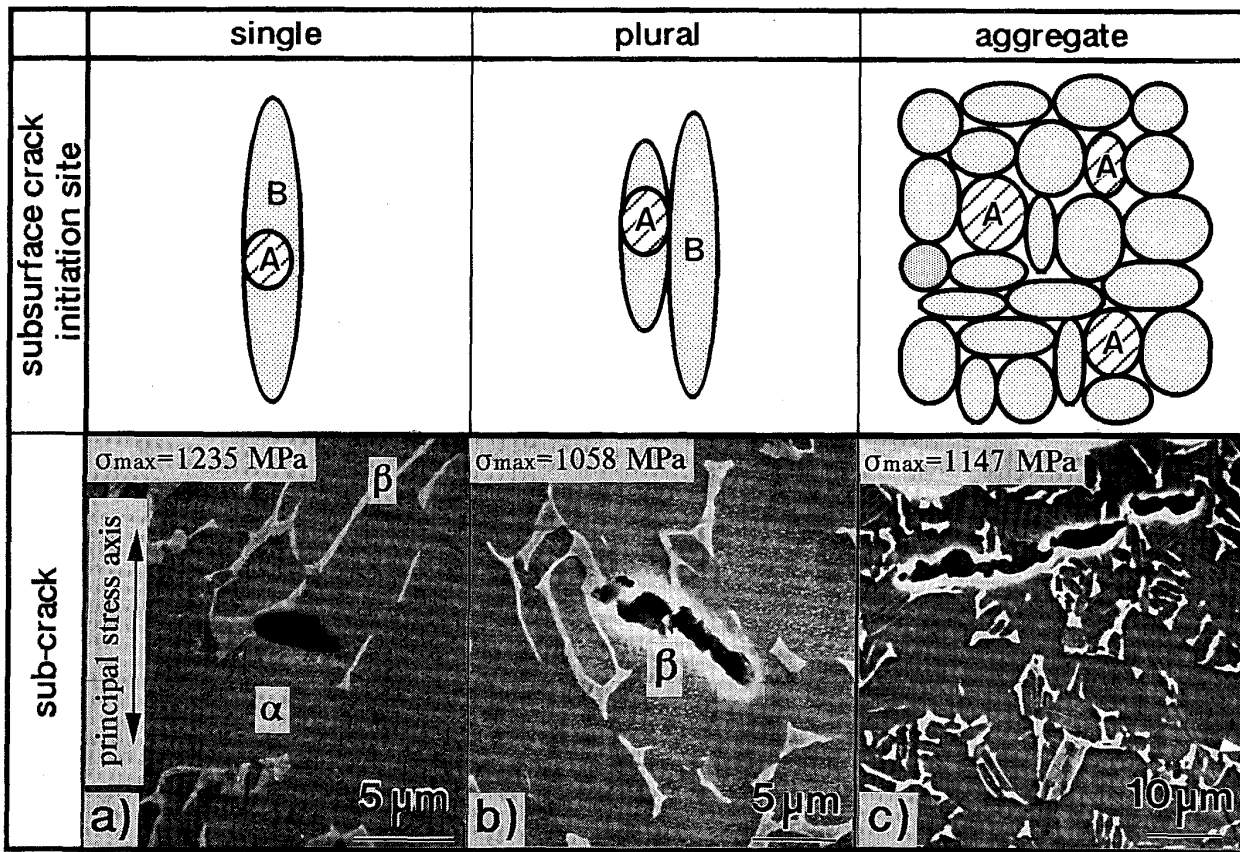 single
plural
aggregate
subsurface crack
initiation site
B
A
A
B
A
A
A
sub-crack
σmax=1235 MPa
β
principal stress axis
α
a)
5 μm
σmax=1058 MPa
β
b)
5 μm
σmax=1147 MPa
c)
10 μm